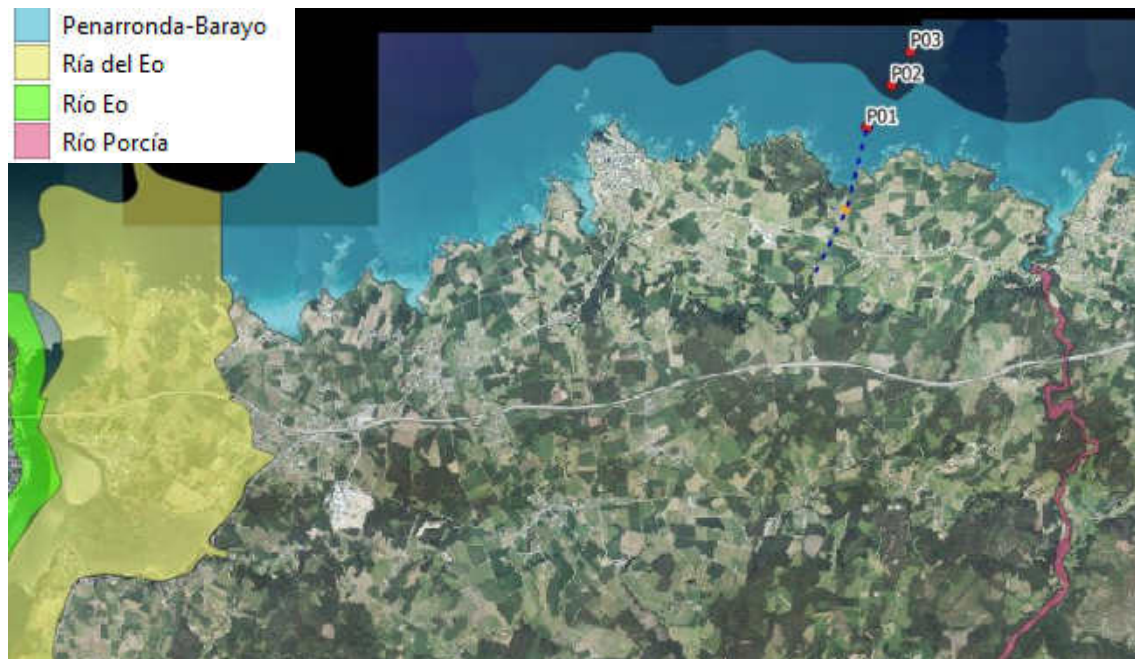 Penarronda-Barayo
Ría del Eo
Río Eo
Río Porcía
P03
P02
P01